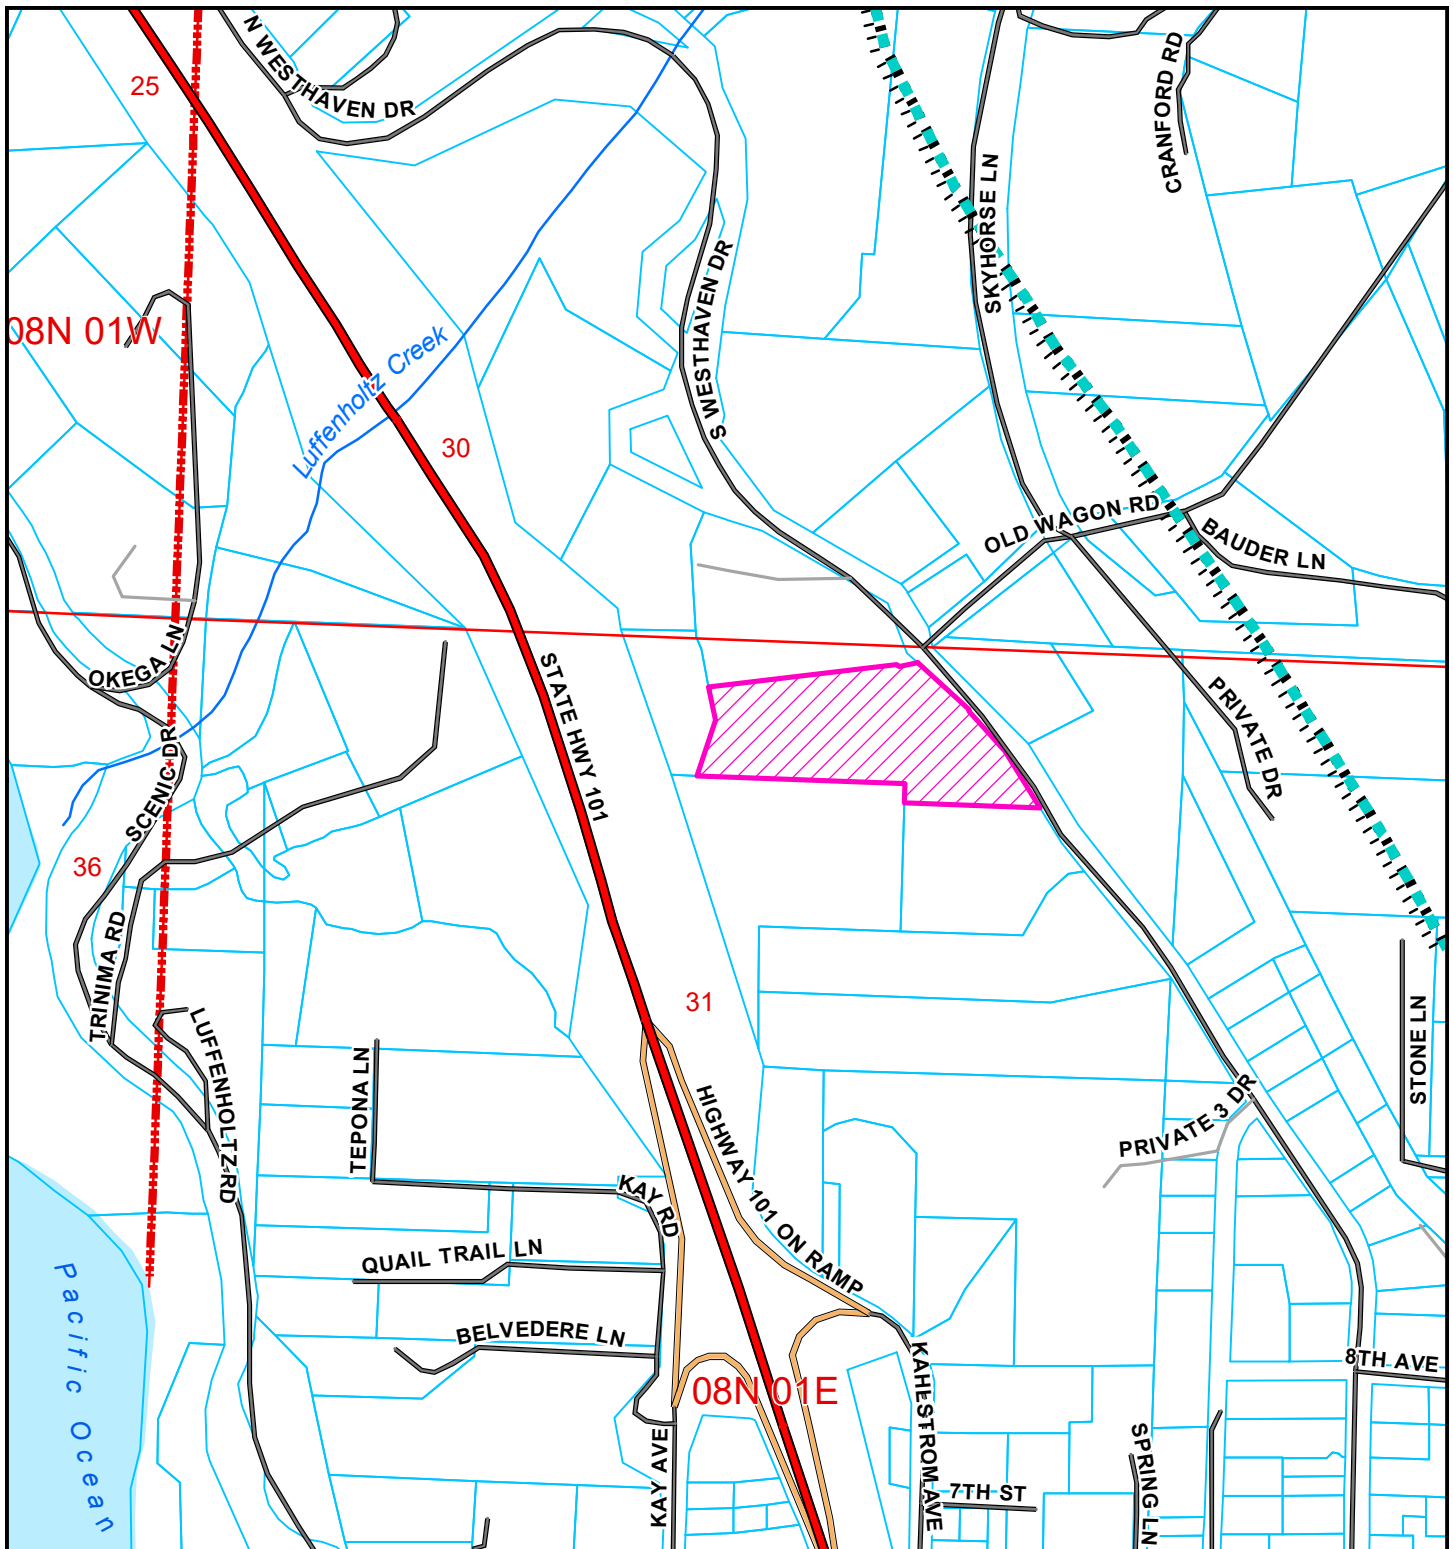 N WESTHAVEN DR
25
CRANFORD RD
SKYHORSE LN
S WESTHAVEN DR
08N 01W
Luffenholtz Creek
30
OLD WAGON RD
BAUDER LN
OKEGA LN
STATE HWY 101
PRIVATE DR
SCENIC DR
36
TRINIMA RD
31
LUFFENHOLTZ RD
TEPONA LN
HIGHWAY 101 ON RAMP
STONE LN
PRIVATE 3 DR
KAY RD
QUAIL TRAIL LN
Pacific Ocean
BELVEDERE LN
08N 01E
KAHLSTROM AVE
8TH AVE
KAY AVE
7TH ST
SPRING LN